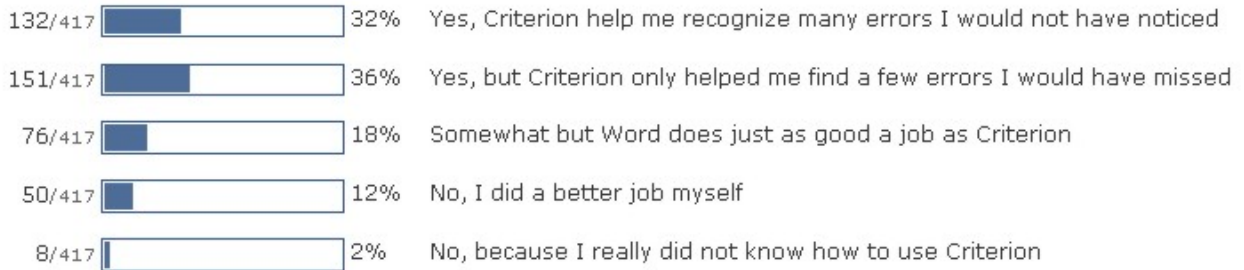 132/417 32% Yes, Criterion help me recognize many errors I would not have noticed
151/417 36% Yes, but Criterion only helped me find a few errors I would have missed
76/417 18% Somewhat but Word does just as good a job as Criterion
50/417 12% No, I did a better job myself
8/417 2% No, because I really did not know how to use Criterion